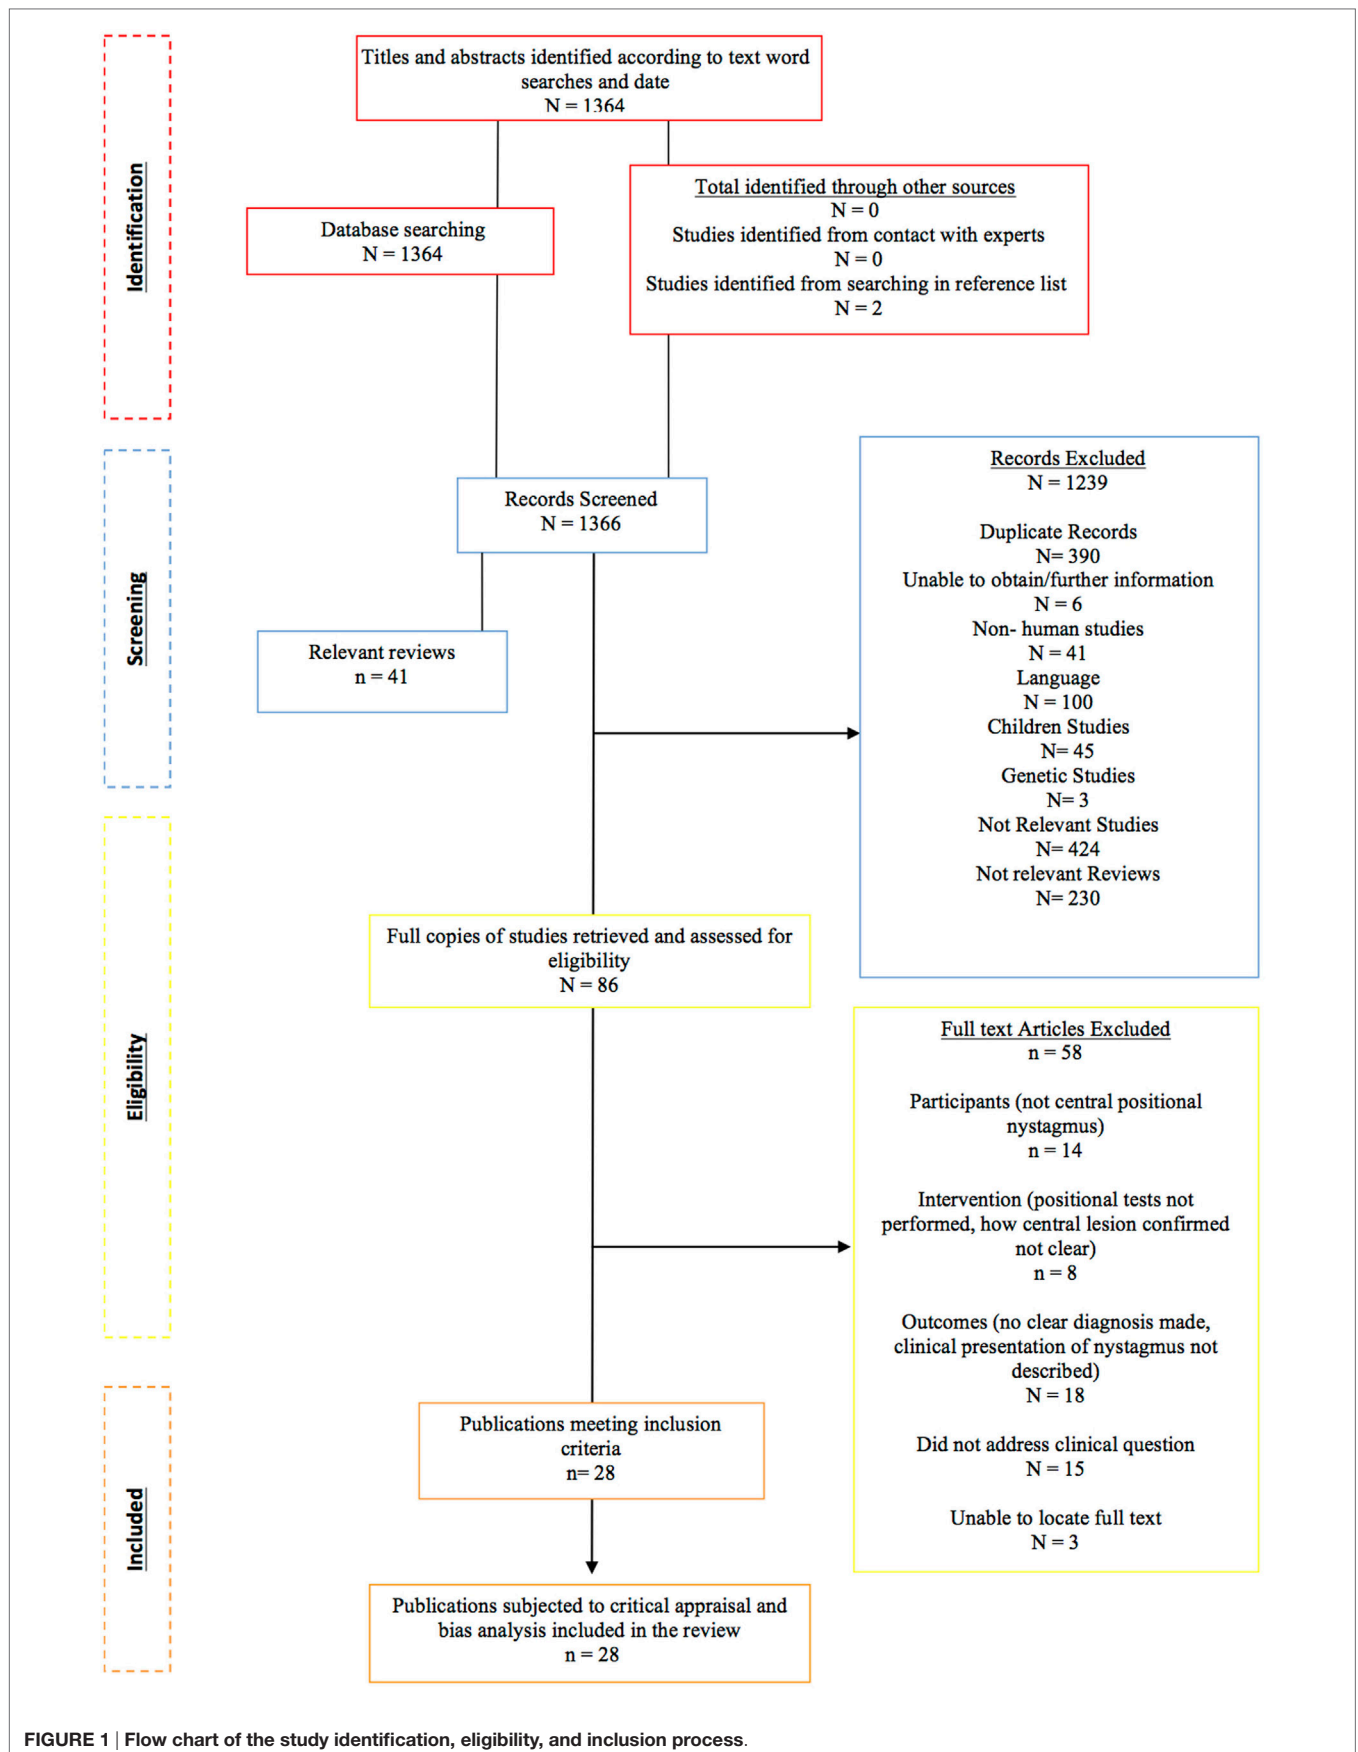 Identification
Titles and abstracts identified according to text word
searches and date
N = 1364
Total identified through other sources
N = 0
Studies identified from contact with experts
N = 0
Studies identified from searching in reference list
N = 2
Database searching
N = 1364
Screening
Records Screened
N = 1366
Relevant reviews
n = 41
Records Excluded
N = 1239
Duplicate Records
N= 390
Unable to obtain/further information
N = 6
Non- human studies
N = 41
Language
N = 100
Children Studies
N= 45
Genetic Studies
N= 3
Not Relevant Studies
N= 424
Not relevant Reviews
N= 230
Eligibility
Full copies of studies retrieved and assessed for
eligibility
N = 86
Full text Articles Excluded
n = 58
Participants (not central positional
nystagmus)
n = 14
Intervention (positional tests not
performed, how central lesion confirmed
not clear)
n = 8
Outcomes (no clear diagnosis made,
clinical presentation of nystagmus not
described)
N = 18
Did not address clinical question
N = 15
Unable to locate full text
N = 3
Included
Publications meeting inclusion
criteria
n= 28
Publications subjected to critical appraisal and
bias analysis included in the review
n = 28
FIGURE 1 | Flow chart of the study identification, eligibility, and inclusion process.